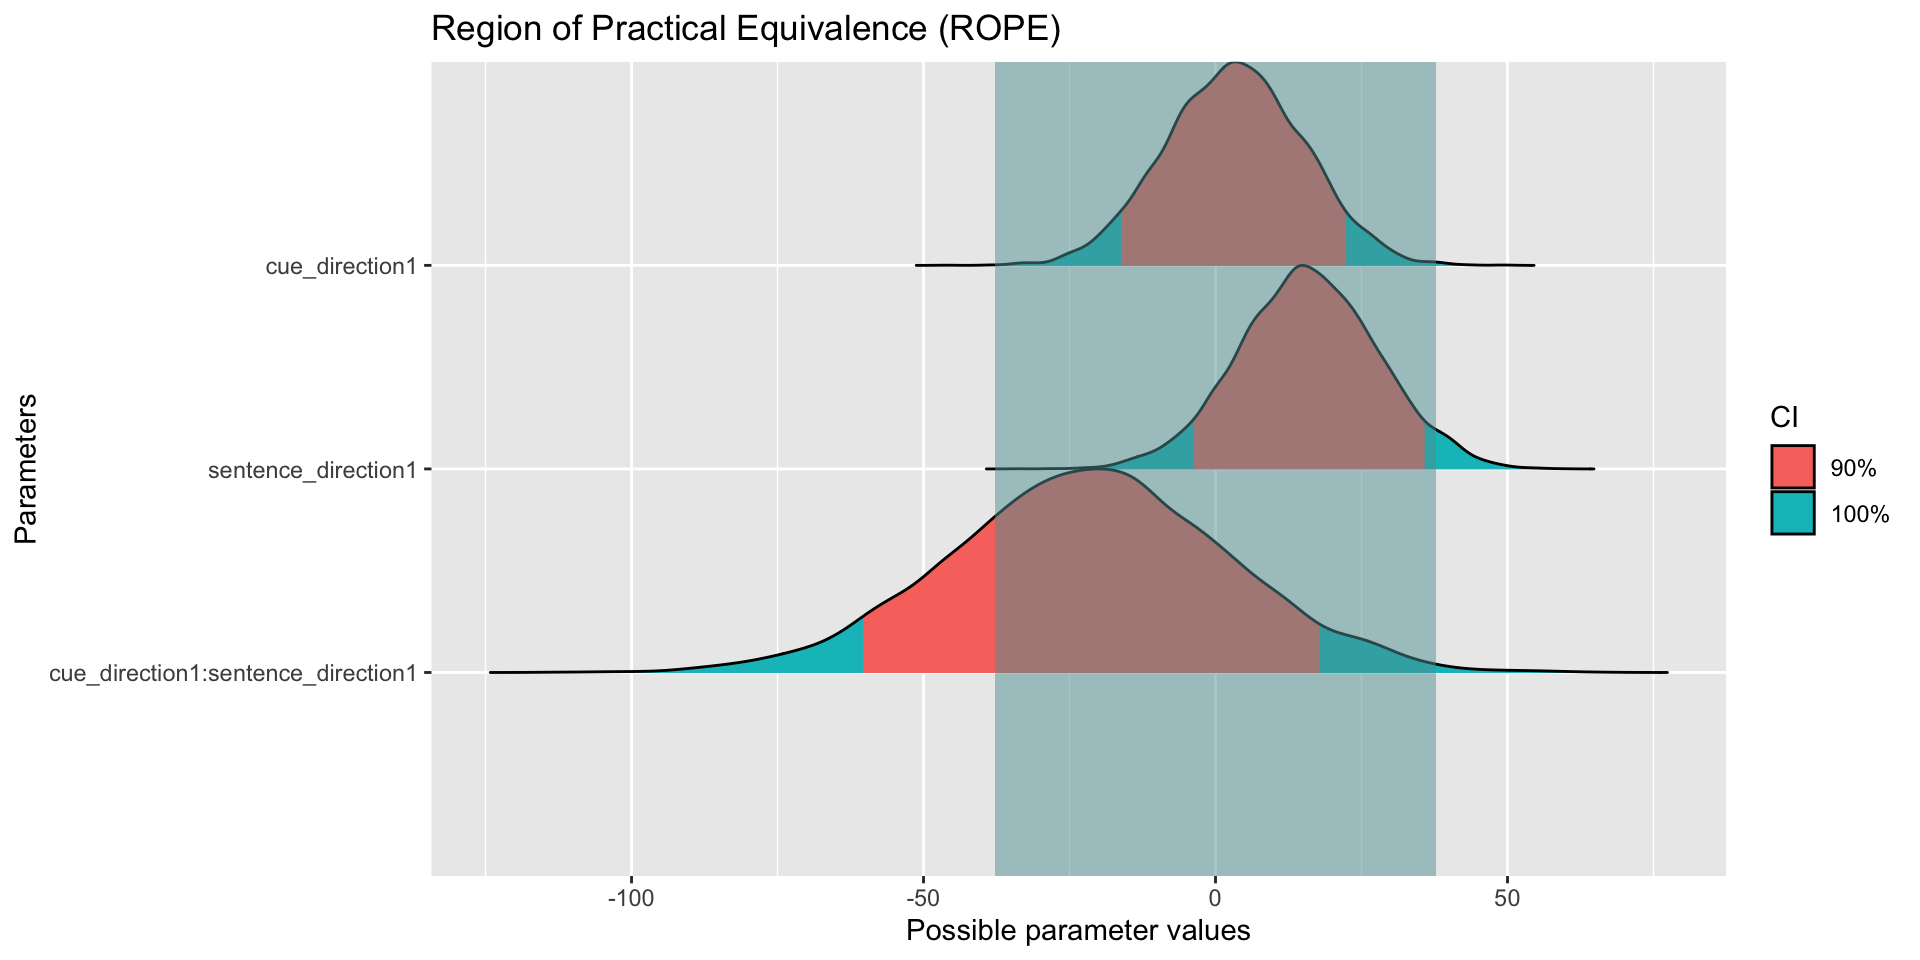 Region of Practical Equivalence (ROPE)
Parameters
cue_direction1
sentence_direction1
cue_direction1:sentence_direction1
-100
-50
0
50
Possible parameter values
CI
90%
100%